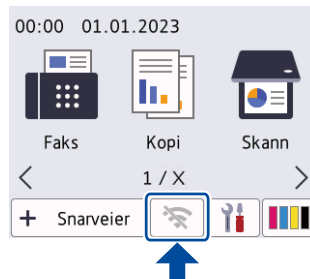 00:00 01.01.2023
Faks Kopi Skann
< 1 / X >
+ Snarveier